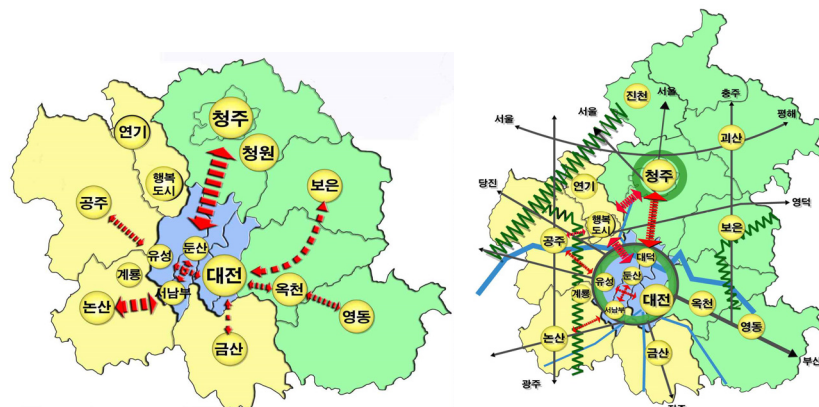 청주
청원
연기
행복
도시
보은
공주
유성
둔산
대전
계룡
서남부
옥천
논산
영동
금산
진천
서울
충주
서울
서울
괴산
평해
청주
연기
당진
영덕
행복
도시
보은
공주
대덕
유성
둔산
계룡
서남부
대전
옥천
논산
영동
금산
부산
광주